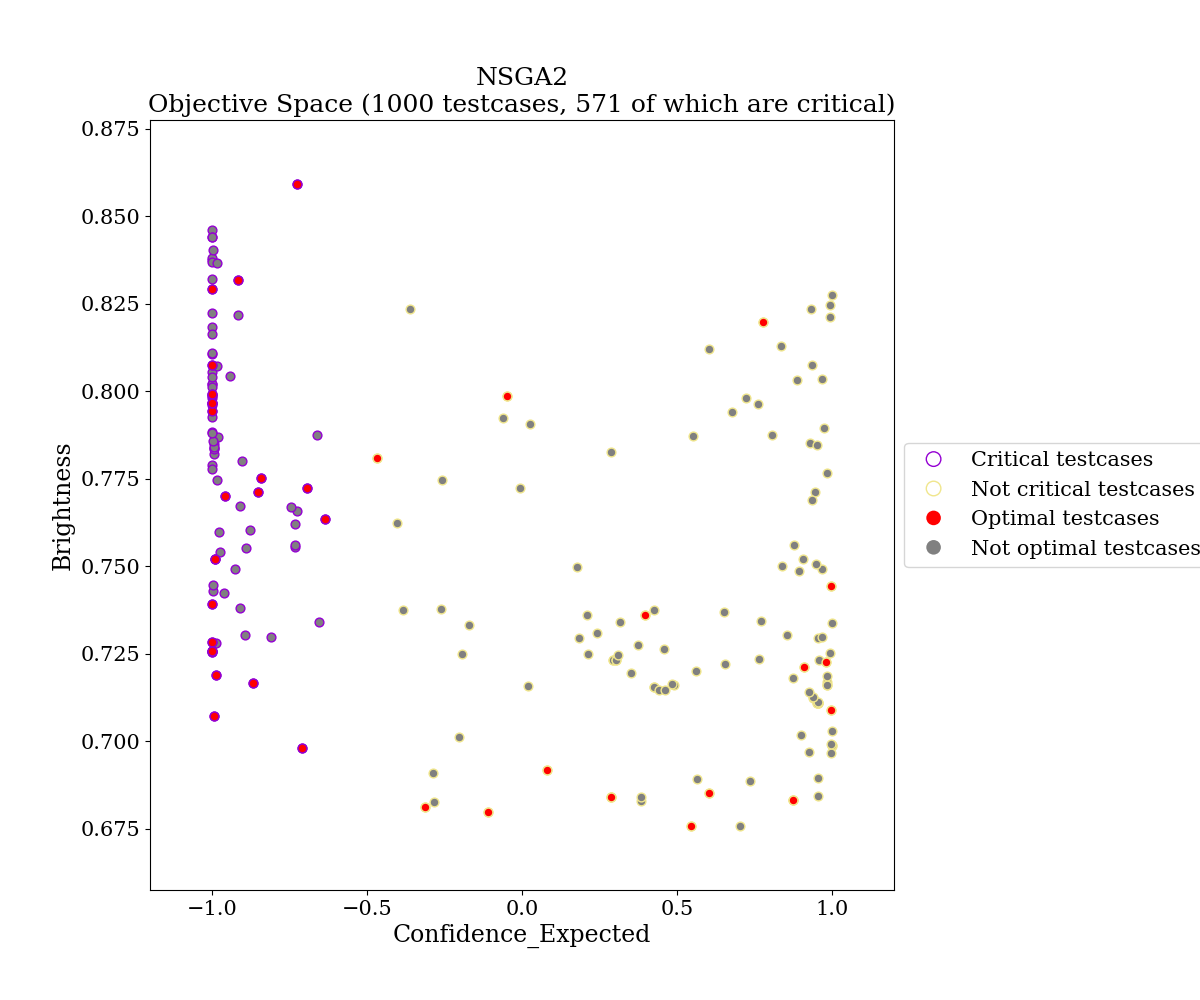 NSGA2
Objective Space (1000 testcases, 571 of which are critical)
0.875
0.850
0.825
0.800
0.775
0.750
0.725
0.700
0.675
Brightness
−1.0
−0.5
0.0
0.5
1.0
Confidence_Expected
Critical testcases
Not critical testcases
Optimal testcases
Not optimal testcases